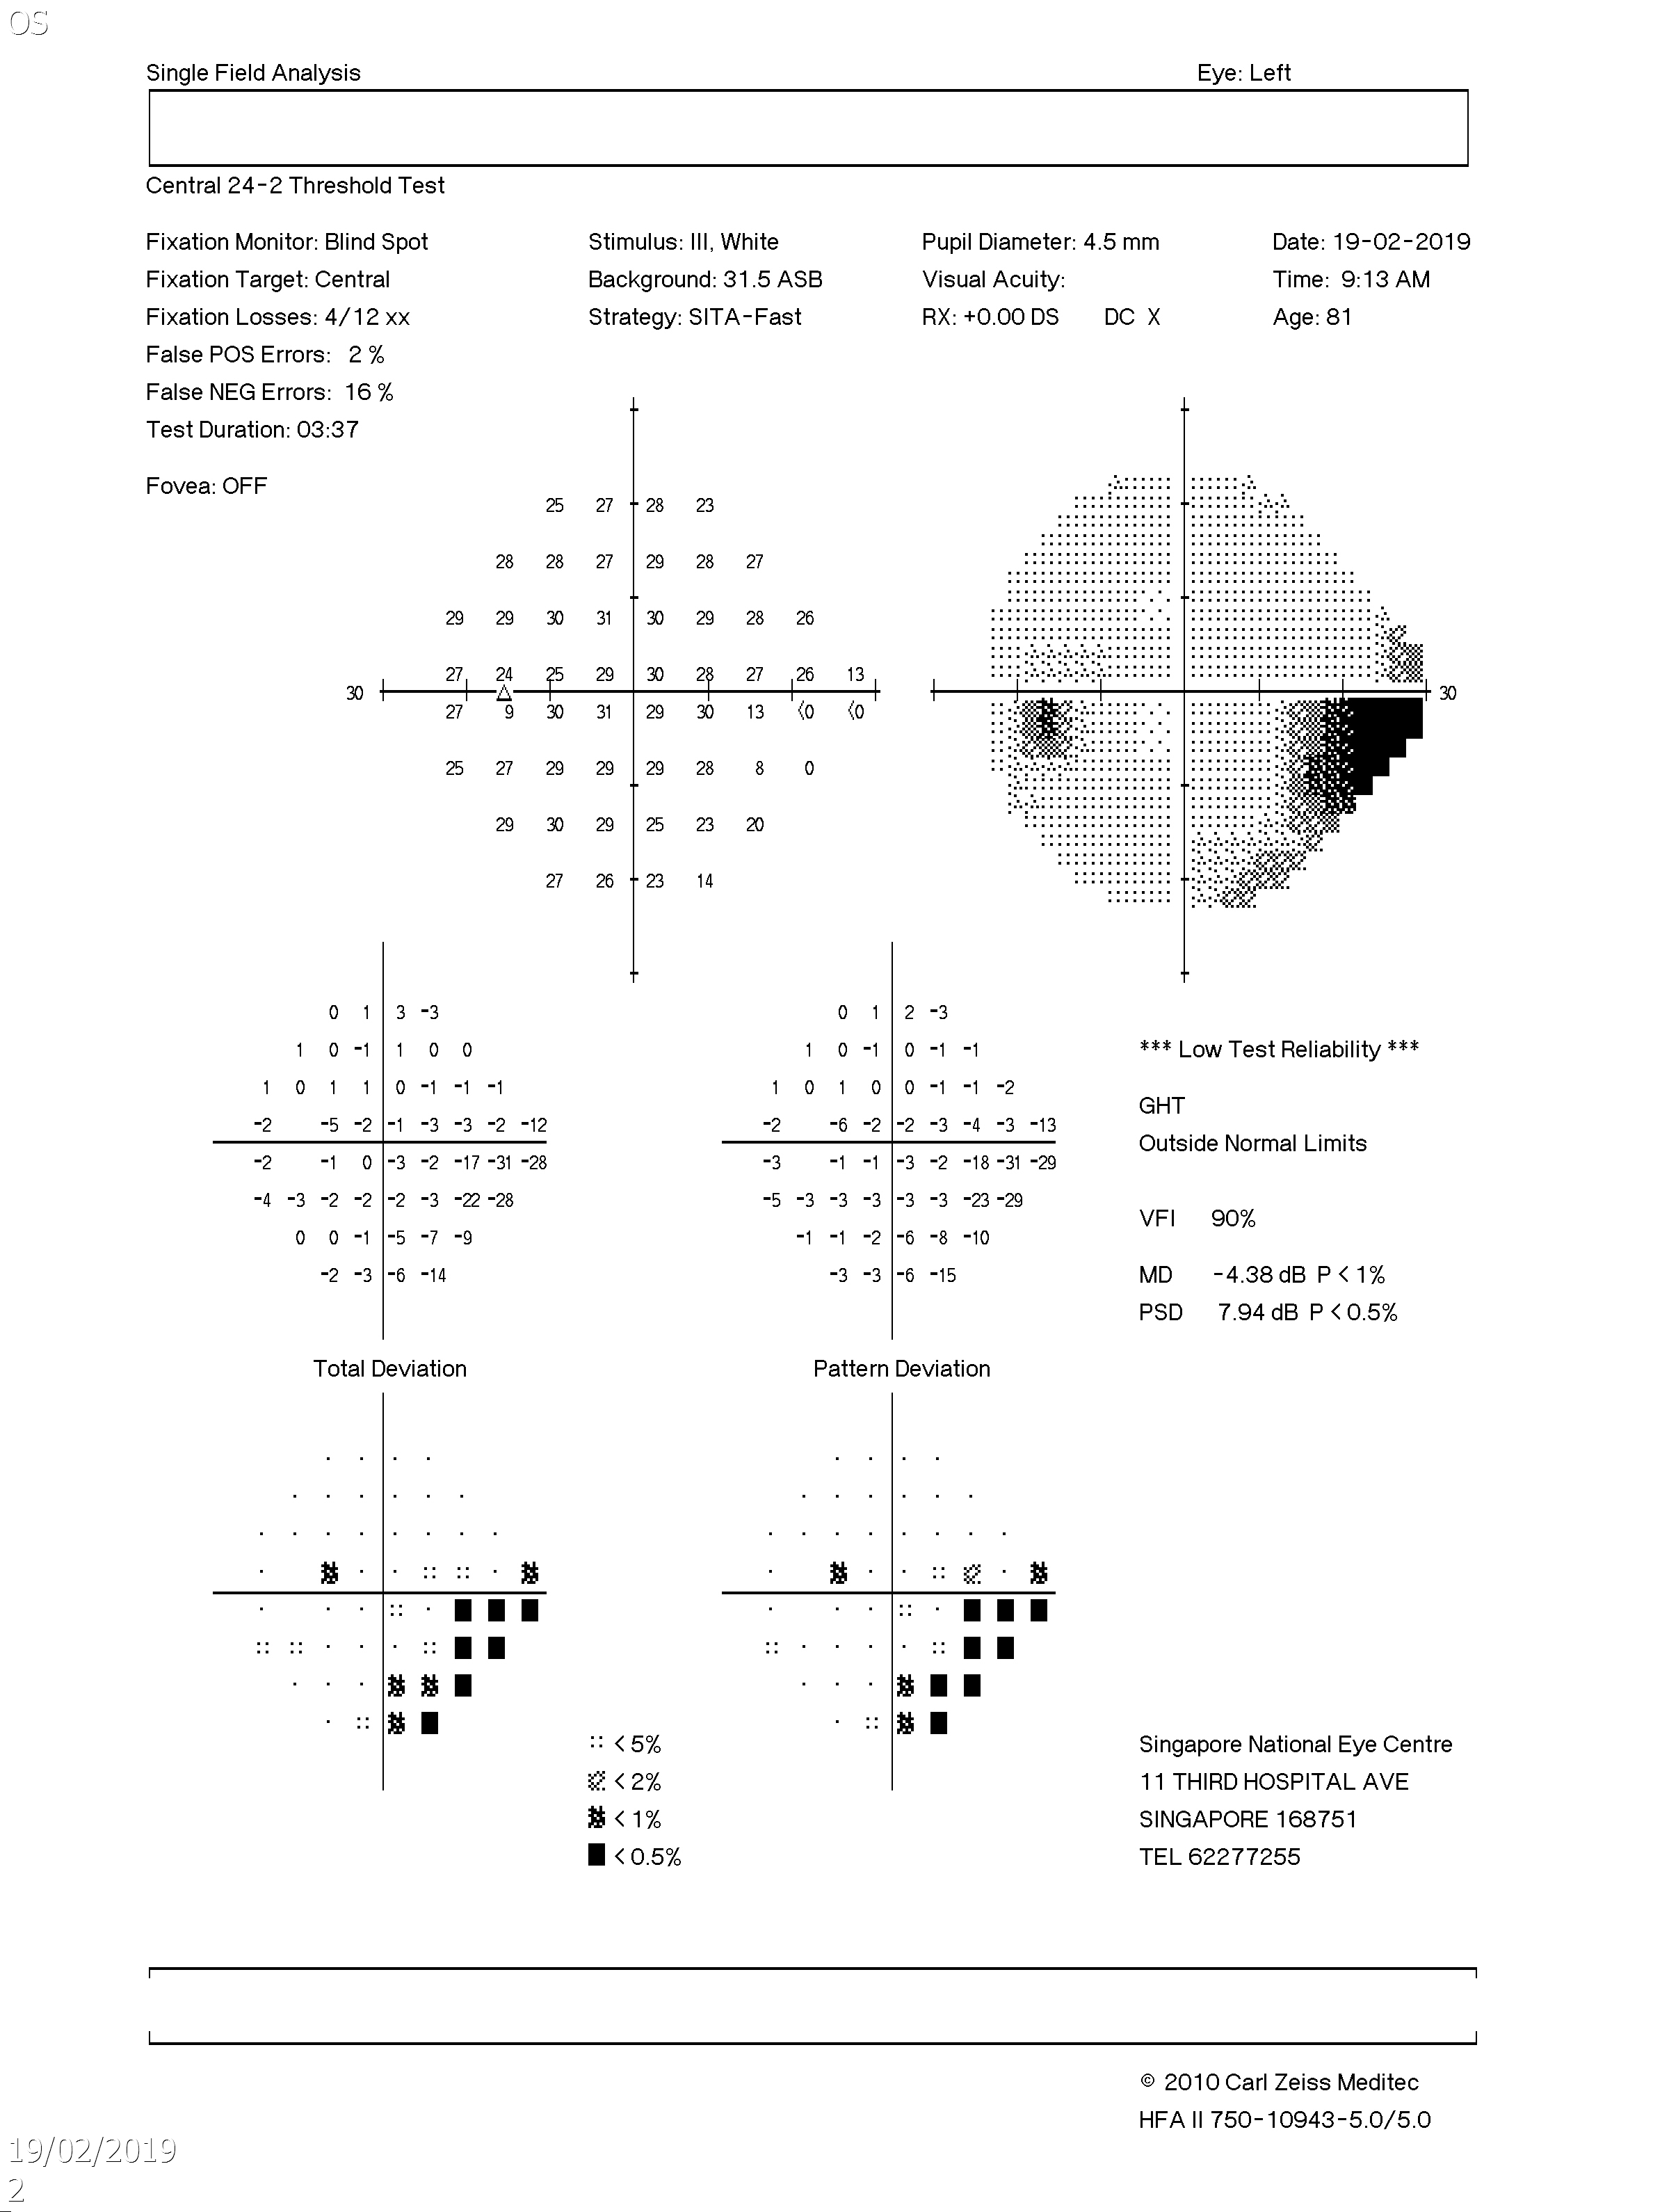 OS
Single Field Analysis Eye: Left
Central 24-2 Threshold Test
Fixation Monitor: Blind Spot Stimulus: III, White Pupil Diameter: 4.5 mm Date: 19-02-2019
Fixation Target: Central Background: 31.5 ASB Visual Acuity: Time: 9:13 AM
Fixation Losses: 4/12 xx Strategy: SITA-Fast RX: +0.00 DS DC X Age: 81
False POS Errors: 2 %
False NEG Errors: 16 %
Test Duration: 03:37
Fovea: OFF
25 27 28 23
28 28 27 29 28 27
29 29 30 31 30 29 28 26
27 24 25 29 30 28 27 26 13
30 30
27 9 30 31 29 30 13 <0 <0
25 27 29 29 29 28 8 0
29 30 29 25 23 20
27 26 23 14
0 1 3 -3 0 1 2 -3
1 0 -1 1 0 0 1 0 -1 0 -1 -1 *** Low Test Reliability ***
1 0 1 1 0 -1 -1 -1 1 0 1 0 0 -1 -1 -2
GHT
-2 -5 -2 -1 -3 -3 -2 -12 -2 -6 -2 -2 -3 -4 -3 -13
Outside Normal Limits
-2 -1 0 -3 -2 -17 -31 -28 -3 -1 -1 -3 -2 -18 -31 -29
-4 -3 -2 -2 -2 -3 -22 -28 -5 -3 -3 -3 -3 -3 -23 -29
VFI 90%
0 0 -1 -5 -7 -9 -1 -1 -2 -6 -8 -10
-2 -3 -6 -14 -3 -3 -6 -15 MD -4.38 dB P < 1%
PSD 7.94 dB P < 0.5%
Total Deviation Pattern Deviation
< 5% Singapore National Eye Centre
< 2% 11 THIRD HOSPITAL AVE
< 1% SINGAPORE 168751
< 0.5% TEL 62277255
© 2010 Carl Zeiss Meditec
HFA II 750-10943-5.0/5.0
19/02/2019
2